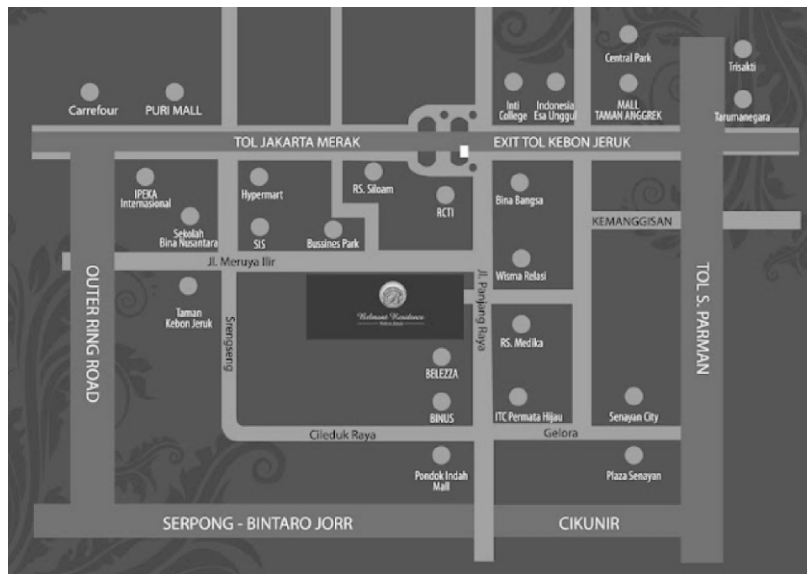 Central Park
Trisakti
Carrefour
PURI MALL
Inti
College
Indonesia
Esa Unggul
MALL
TAMAN ANGGREK
Tarumanegara
TOL JAKARTA MERAK
EXIT TOL KEBON JERUK
IPEKA
Internasional
Hypermart
RS. Siloam
RCTI
Bina Bangsa
KEMANGGISAN
Sekolah
Bina Nusantara
SIS
Bussines Park
Jl. Meruya Ilir
Wisma Relasi
OUTER RING ROAD
Taman
Kebon Jeruk
Srengseng
Belmont Residence
Jl. Panjang Raya
TOL S. PARMAN
RS. Medika
BELEZZA
BINUS
ITC Permata Hijau
Senayan City
Cileduk Raya
Gelora
Pondok Indah
Mall
Plaza Senayan
SERPONG - BINTARO JORR
CIKUNIR